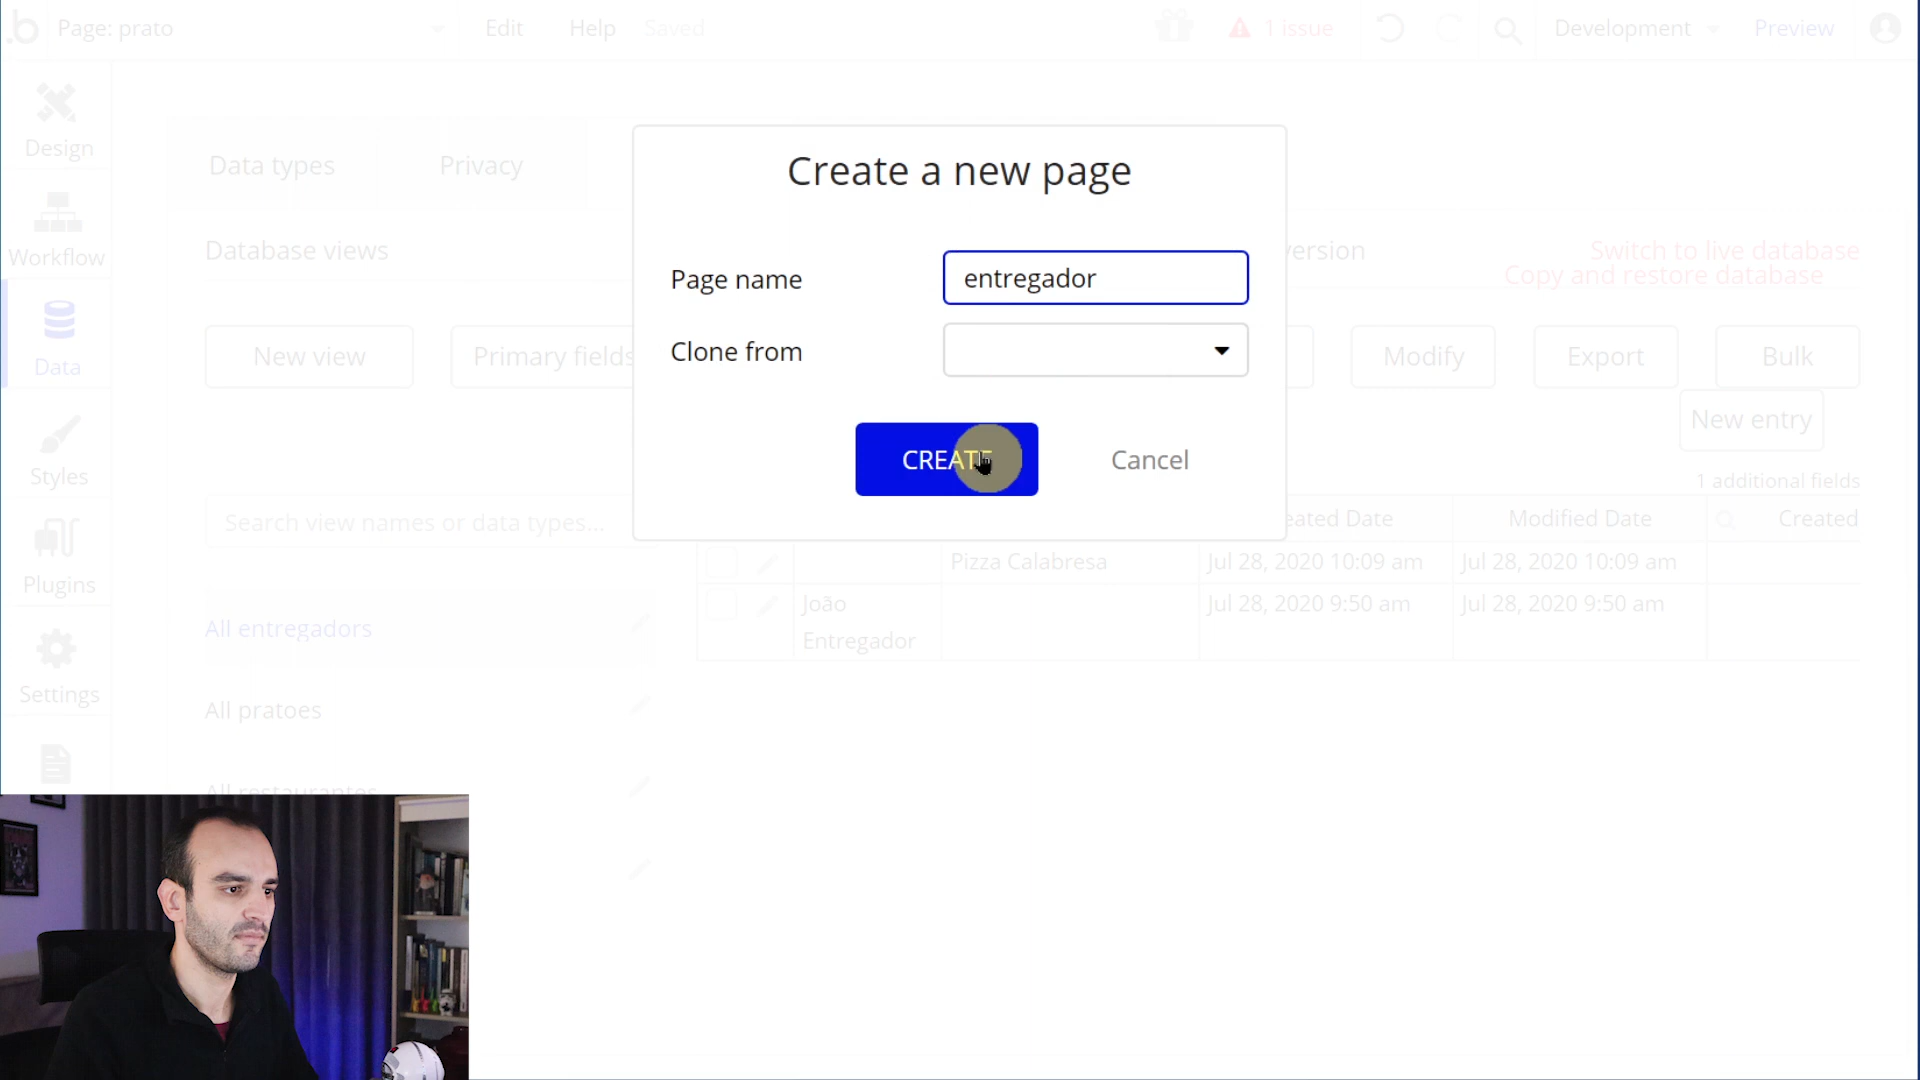 .b Page: prato Edit Help Saved 1 issue Development Preview
Design
Workflow
Data
Styles
Plugins
Settings
Data types Privacy
Database views
Switch to live database
Copy and restore database
New view Primary fields Modify Export Bulk
New entry
1 additional fields
Search view names or data types...
All entregadors
All pratoes
All restaurantes
Create a new page
Page name entregador
Clone from
CREATE Cancel
ersion
eated Date Modified Date Created
Pizza Calabresa Jul 28, 2020 10:09 am Jul 28, 2020 10:09 am
João Jul 28, 2020 9:50 am Jul 28, 2020 9:50 am
Entregador